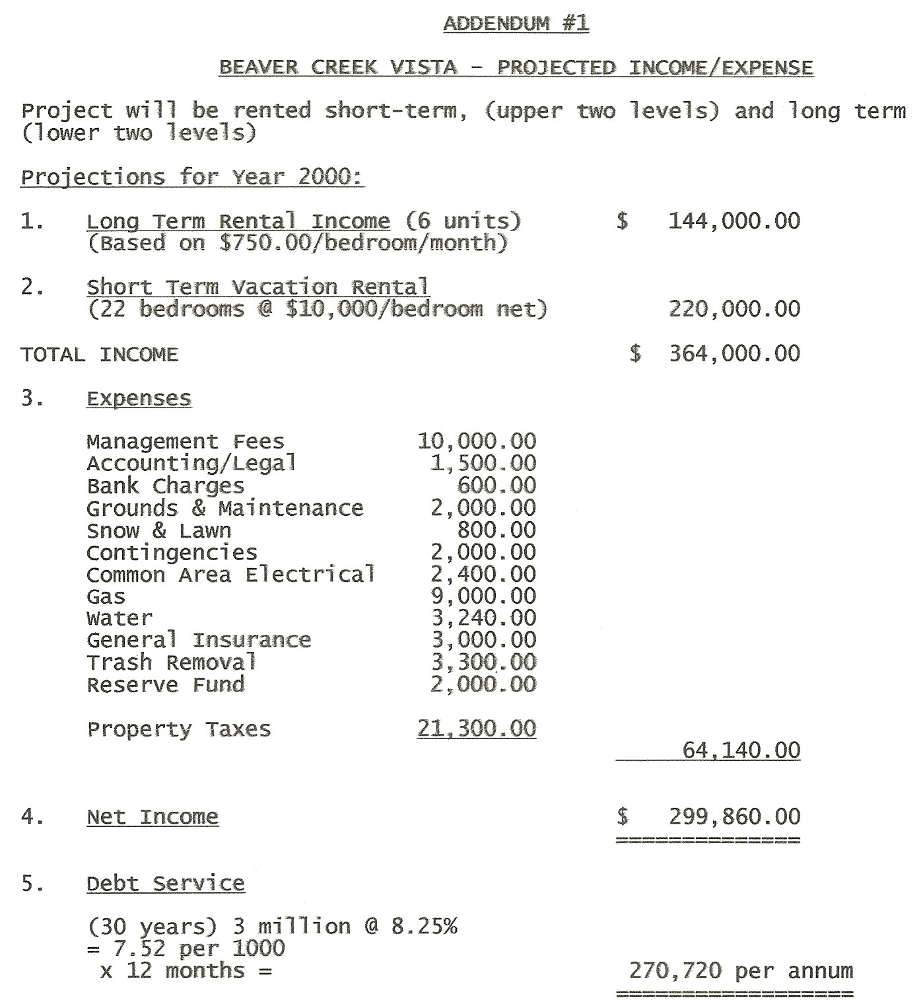 ADDENDUM #1
BEAVER CREEK VISTA - PROJECTED INCOME/EXPENSE
Project will be rented short-term, (upper two levels) and long term
(lower two levels)
Projections for Year 2000:
1. Long Term Rental Income (6 units) $ 144,000.00
(Based on $750.00/bedroom/month)
2. Short Term Vacation Rental
(22 bedrooms @ $10,000/bedroom net) 220,000.00
TOTAL INCOME $ 364,000.00
3. Expenses
Management Fees 10,000.00
Accounting/Legal 1,500.00
Bank Charges 600.00
Grounds & Maintenance 2,000.00
Snow & Lawn 800.00
Contingencies 2,000.00
Common Area Electrical 2,400.00
Gas 9,000.00
Water 3,240.00
General Insurance 3,000.00
Trash Removal 3,300.00
Reserve Fund 2,000.00
Property Taxes 21,300.00
64,140.00
4. Net Income $ 299,860.00
==============
5. Debt Service
(30 years) 3 million @ 8.25%
= 7.52 per 1000
x 12 months = 270,720 per annum
==================